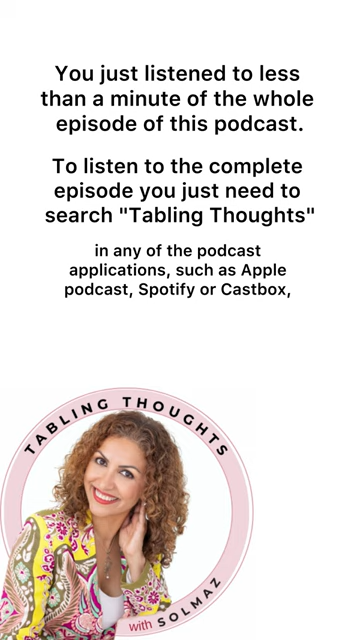 You just listened to less
than a minute of the whole
episode of this podcast.
To listen to the complete
episode you just need to
search "Tabling Thoughts"
in any of the podcast
applications, such as Apple
podcast, Spotify or Castbox,
TABLING THOUGHTS
with SOLMAZ